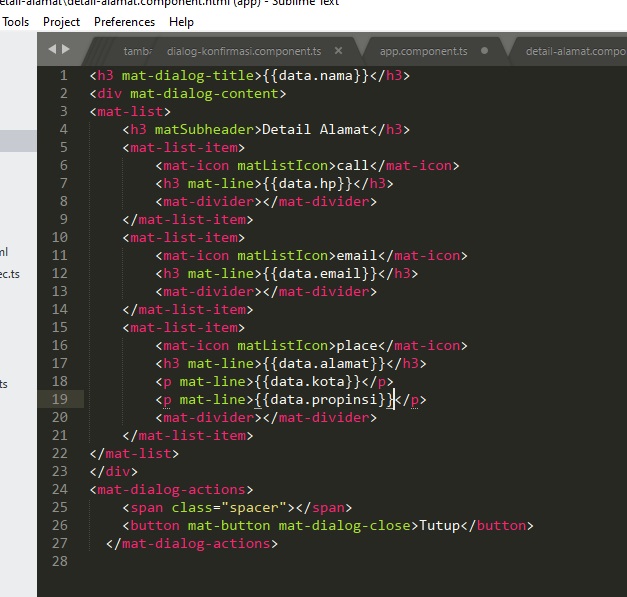 etail-alamat\detail-alamat.component.html (app) - Sublime Text
Tools Project Preferences Help
tamba dialog-konfirmasi.component.ts × app.component.ts detail-alamat.compo
1 <h3 mat-dialog-title>{{data.nama}}</h3>
2 <div mat-dialog-content>
3 <mat-list>
4 <h3 matSubheader>Detail Alamat</h3>
5 <mat-list-item>
6 <mat-icon matListIcon>call</mat-icon>
7 <h3 mat-line>{{data.hp}}</h3>
8 <mat-divider></mat-divider>
9 </mat-list-item>
10 <mat-list-item>
11 <mat-icon matListIcon>email</mat-icon>
ml
12 <h3 mat-line>{{data.email}}</h3>
ec.ts
13 <mat-divider></mat-divider>
14 </mat-list-item>
15 <mat-list-item>
16 <mat-icon matListIcon>place</mat-icon>
17 <h3 mat-line>{{data.alamat}}</h3>
18 <p mat-line>{{data.kota}}</p>
ts
19 <p mat-line>{{data.propinsi}}</p>
20 <mat-divider></mat-divider>
21 </mat-list-item>
22 </mat-list>
23 </div>
24 <mat-dialog-actions>
25 <span class="spacer"></span>
26 <button mat-button mat-dialog-close>Tutup</button>
27 </mat-dialog-actions>
28